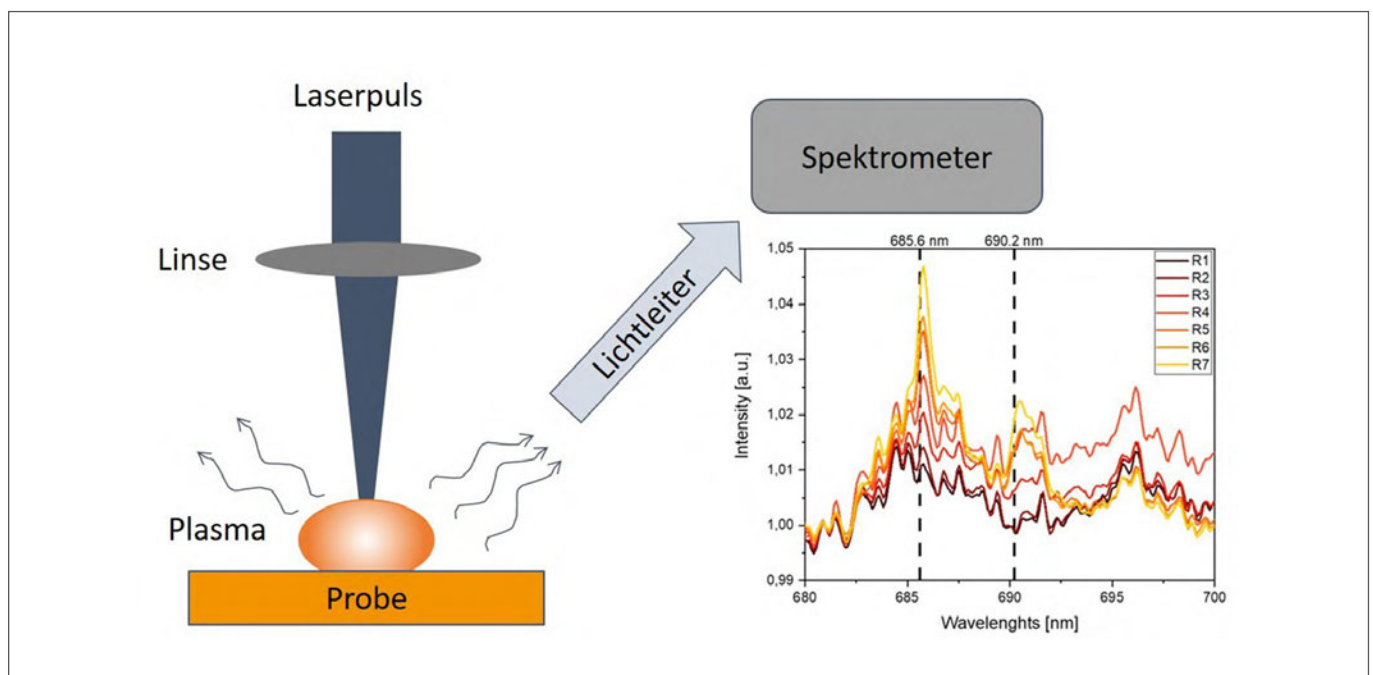 Laserpuls
Linse
Plasma
Probe
Lichtleiter
Spektrometer
685.6 nm 690.2 nm
1,05
1,04
1,03
1,02
1,01
1,00
0,99
Intensity [a.u.]
R1
R2
R3
R4
R5
R6
R7
680 685 690 695 700
Wavelenghts [nm]